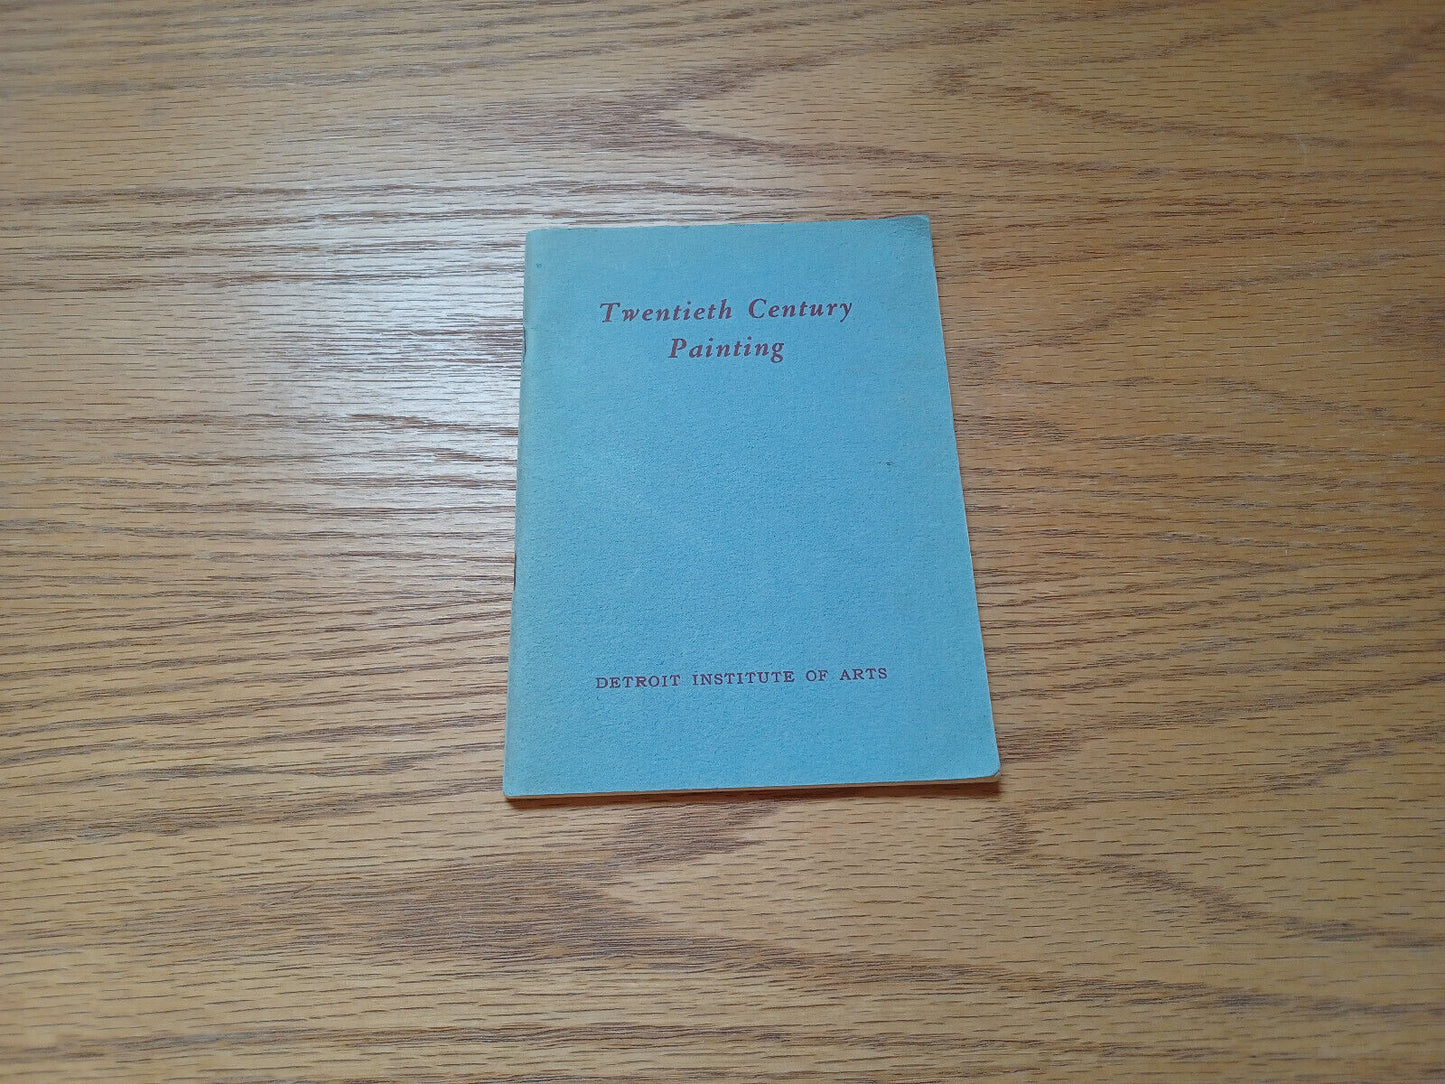 Twentieth Century
Painting
DETROIT INSTITUTE OF ARTS